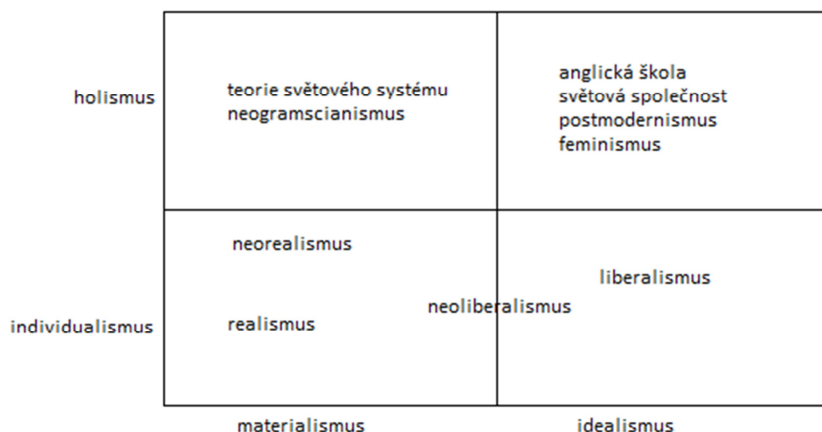 holismus
teorie světového systému
neogramscianismus
anglická škola
světová společnost
postmodernismus
feminismus
individualismus
neorealismus
realismus
neoliberalismus
liberalismus
materialismus
idealismus